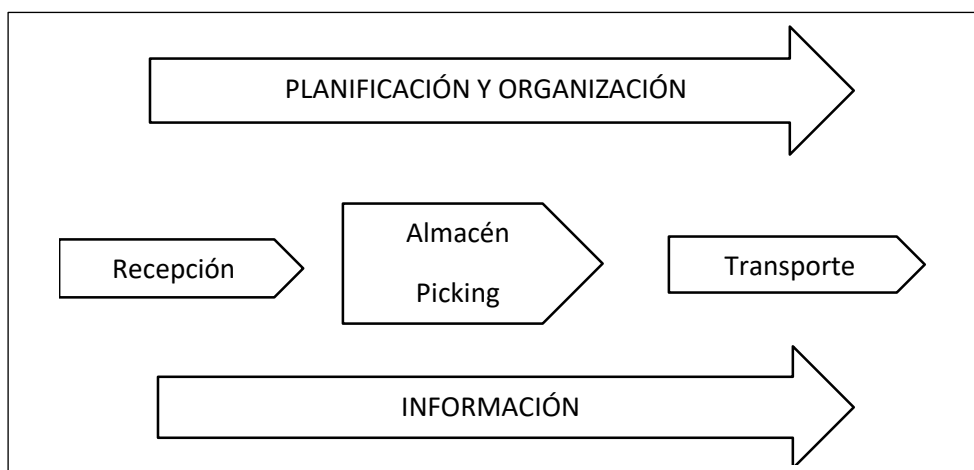 PLANIFICACIÓN Y ORGANIZACIÓN
Recepción
Almacén
Picking
Transporte
INFORMACIÓN